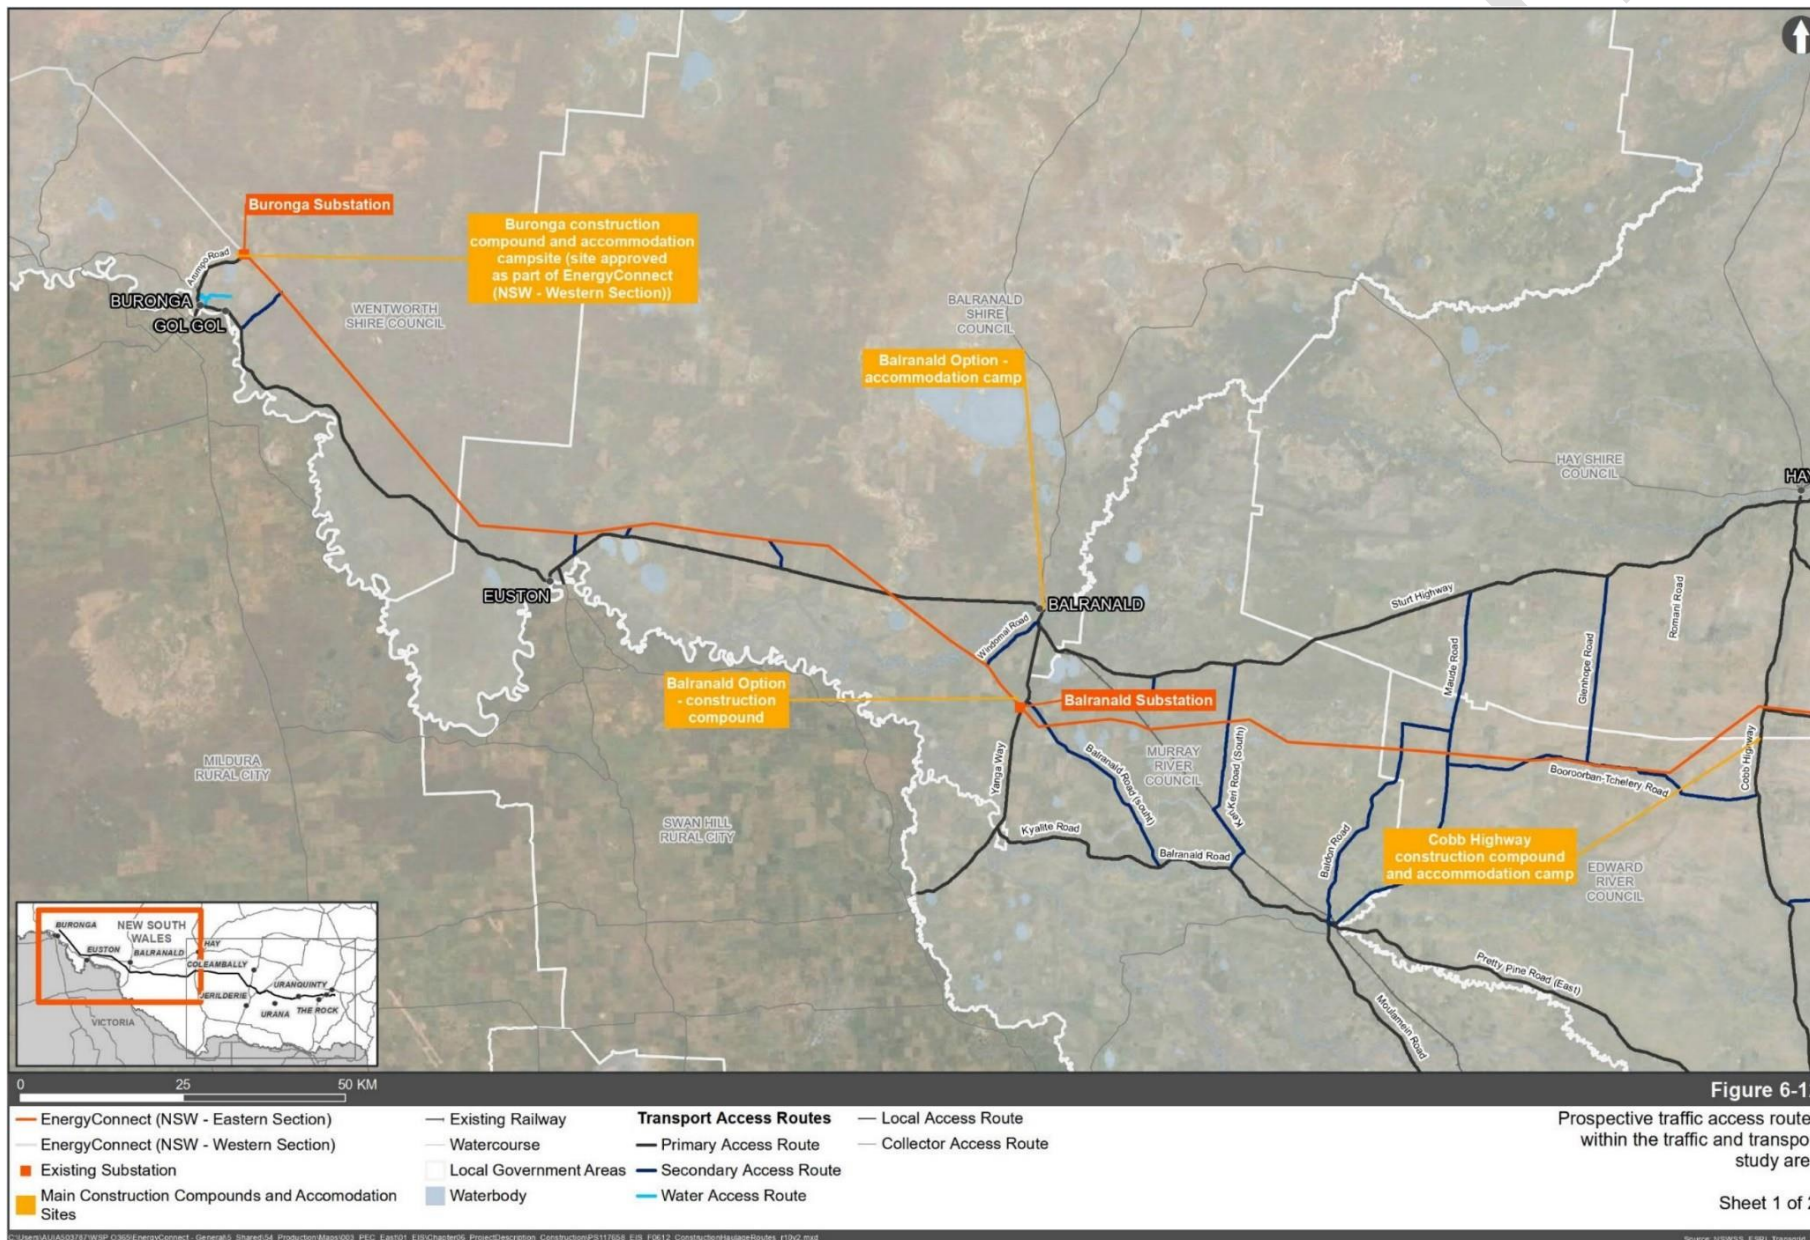 Buronga Substation
Buronga construction
compound and accommodation
campsite (site approved
as part of EnergyConnect
(NSW - Western Section))
Arumpo Road
BURONGA
GOL GOL
WENTWORTH
SHIRE COUNCIL
BALRANALD
SHIRE
COUNCIL
Balranald Option -
accommodation camp
HAY SHIRE
COUNCIL
HAY
EUSTON
BALRANALD
Sturt Highway
Windomal Road
Romani Road
Glenhope Road
Maude Road
Balranald Option
- construction
compound
Balranald Substation
MILDURA
RURAL CITY
MURRAY
RIVER
COUNCIL
Yanga Way
Balranald Road (south)
Keri Keri Road (South)
Cobb Highway
Booroorban-Tchelery Road
SWAN HILL
RURAL CITY
Kyalite Road
Balranald Road
Baldon Road
Cobb Highway
construction compound
and accommodation camp
EDWARD
RIVER
COUNCIL
Pretty Pine Road (East)
Moulamein Road
BURONGA
NEW SOUTH
WALES
EUSTON
BALRANALD
HAY
COLEAMBALLY
JERILDERIE
URANQUINTY
URANA
THE ROCK
VICTORIA
0 25 50 KM
Figure 6-1
EnergyConnect (NSW - Eastern Section)
EnergyConnect (NSW - Western Section)
Existing Substation
Main Construction Compounds and Accomodation
Sites
Existing Railway
Watercourse
Local Government Areas
Waterbody
Transport Access Routes
Primary Access Route
Secondary Access Route
Water Access Route
Local Access Route
Collector Access Route
Prospective traffic access route
within the traffic and transpo
study are
Sheet 1 of 2